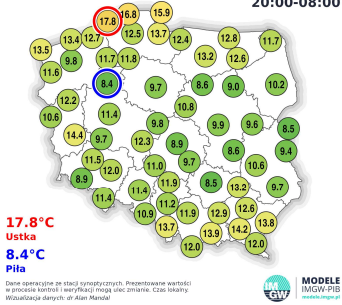 20:00-08:00
17.8 16.8 15.9
13.5 13.4 12.7 12.5 13.7 12.4 12.8 11.7
9.8 11.7 11.8 13.2 12.6
11.6 8.4 9.7 8.6 9.0 10.2
12.2 10.8
10.6 11.4 9.8 9.9 9.6 8.5
14.4 9.7 12.3 8.9 8.6 9.4
11.5 12.0 11.0 9.7 10.6
8.9 11.9 8.5 13.2 9.7
11.4 11.4 11.2
10.9 11.9 12.9 12.6
13.7 13.9 14.2 13.8
12.0 12.0
17.8°C
Ustka
8.4°C
Piła
Dane operacyjne ze stacji synoptycznych. Prezentowane wartości
w procesie kontroli i weryfikacji mogą ulec zmianie. Czas lokalny.
Wizualizacja danych: dr Alan Mandal
IM
GW
MODELE
IMGW-PIB